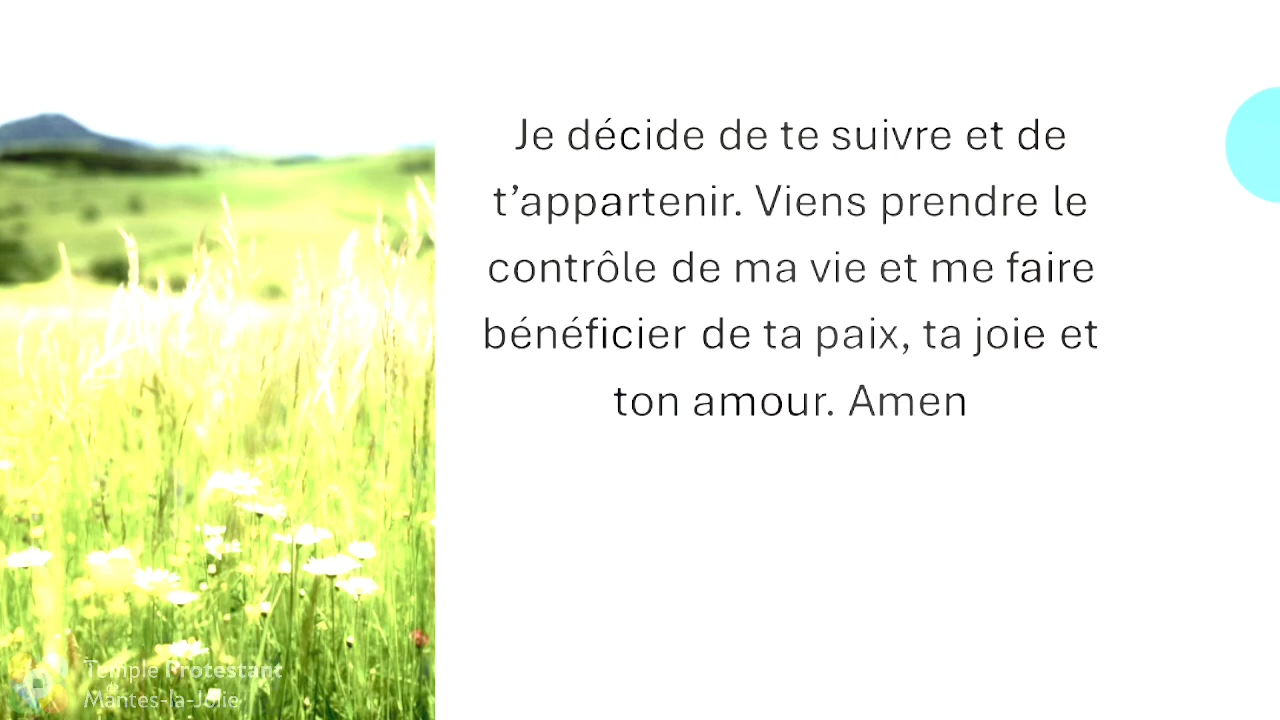 Je décide de te suivre et de
t’appartenir. Viens prendre le
contrôle de ma vie et me faire
bénéficier de ta paix, ta joie et
ton amour. Amen
Temple Protestant
Mantes-la-Jolie